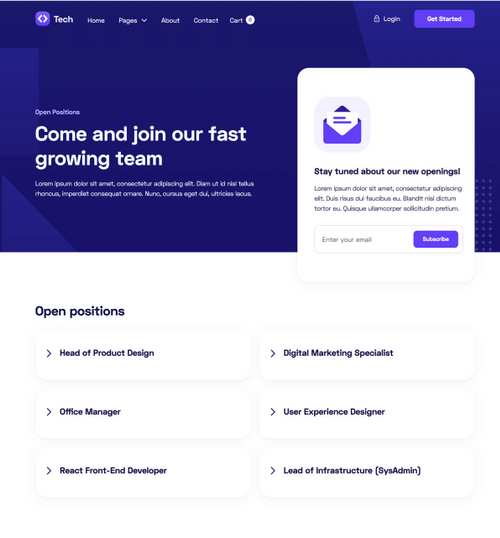 Tech
Home
Pages
About
Contact
Cart
Login
Get Started
Open Positions
Come and join our fast
growing team
Lorem ipsum dolor sit amet, consectetur adipiscing elit. Diam ut id nisl tellus
rhoncus, imperdiet consequat ornare. Nunc, cursus eget dui, ultricies lacus.
Stay tuned about our new openings!
Lorem ipsum dolor sit amet, consectetur adipiscing
elit. Duis risus dui faucibus eu. Blandit nisi dictum
tortor eu. Quisque ullamcorper sollicitudin pretium.
Enter your email
Subscribe
Open positions
Head of Product Design
Digital Marketing Specialist
Office Manager
User Experience Designer
React Front-End Developer
Lead of Infrastructure (SysAdmin)